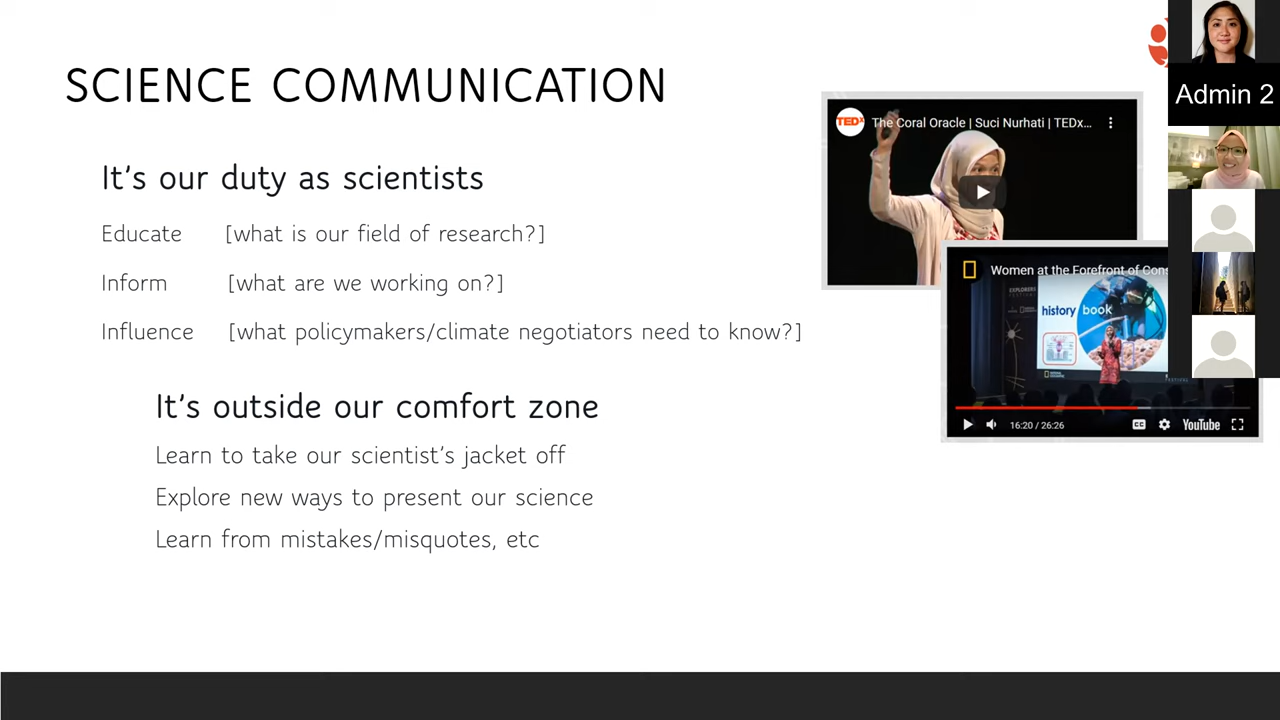 SCIENCE COMMUNICATION
It's our duty as scientists
Educate [what is our field of research?]
Inform [what are we working on?]
Influence [what policymakers/climate negotiators need to know?]
It's outside our comfort zone
Learn to take our scientist's jacket off
Explore new ways to present our science
Learn from mistakes/misquotes, etc
TEDx
The Coral Oracle | Suci Nurhati | TEDx...
Women at the Forefront of Cons
EXPLORERS
history book
16:20 / 26:26
CC
YouTube
Admin 2